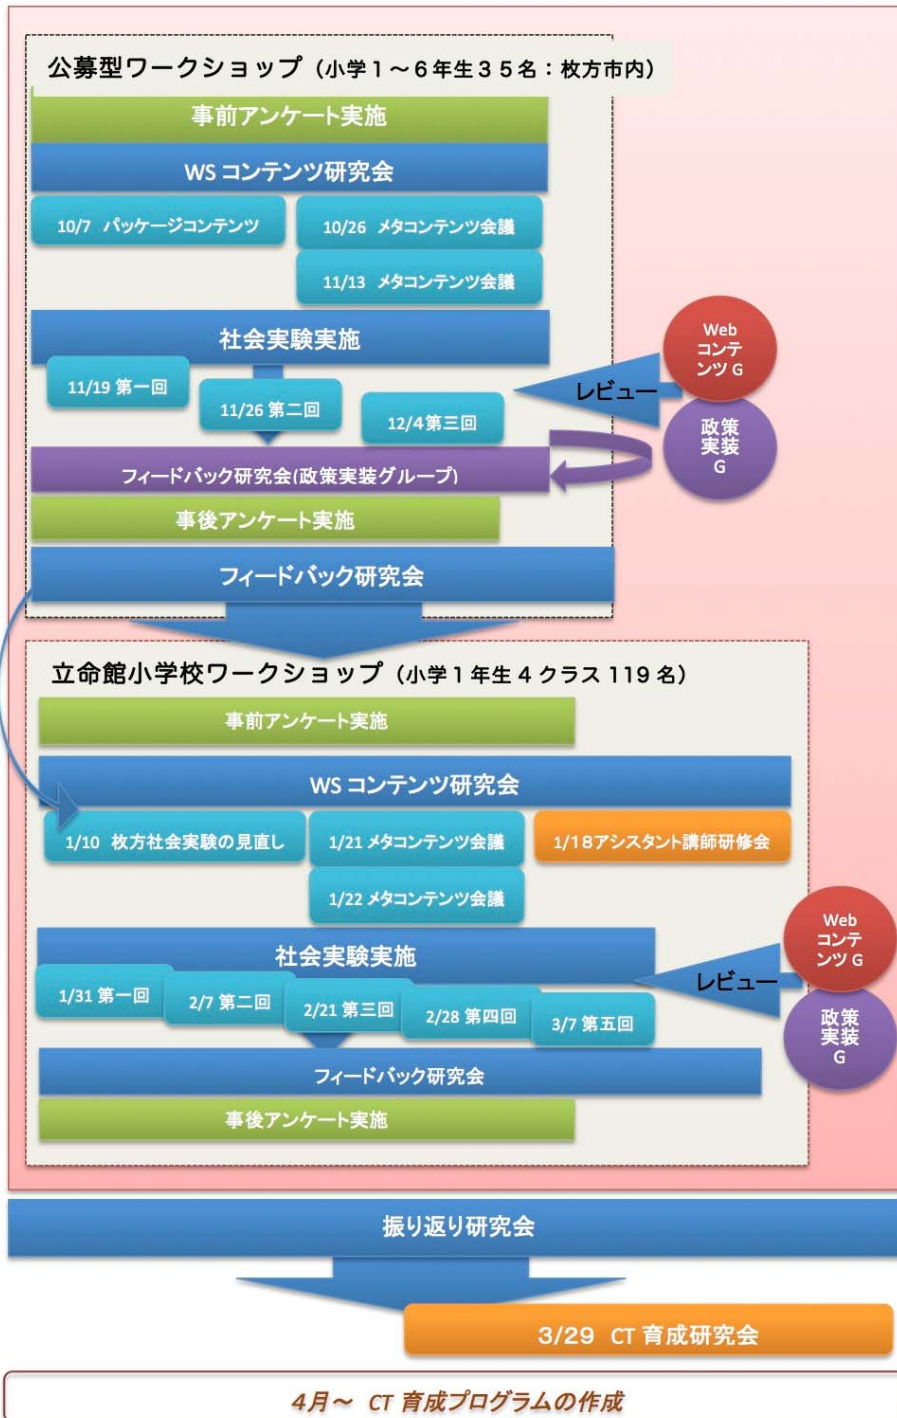 公募型ワークショップ（小学１～６年生３５名：枚方市内）
事前アンケート実施
WS コンテンツ研究会
10/7 パッケージコンテンツ
10/26 メタコンテンツ会議
11/13 メタコンテンツ会議
社会実験実施
11/19 第一回
11/26 第二回
12/4第三回
レビュー
Web
コンテ
ンツ G
政策
実装
G
フィードバック研究会(政策実装グループ)
事後アンケート実施
フィードバック研究会
立命館小学校ワークショップ（小学１年生４クラス 119 名）
事前アンケート実施
WS コンテンツ研究会
1/10 枚方社会実験の見直し
1/21 メタコンテンツ会議
1/18アシスタント講師研修会
1/22 メタコンテンツ会議
社会実験実施
1/31 第一回
2/7 第二回
2/21 第三回
2/28 第四回
3/7 第五回
レビュー
Web
コンテ
ンツ G
政策
実装
G
フィードバック研究会
事後アンケート実施
振り返り研究会
3/29 CT 育成研究会
４月～ CT 育成プログラムの作成